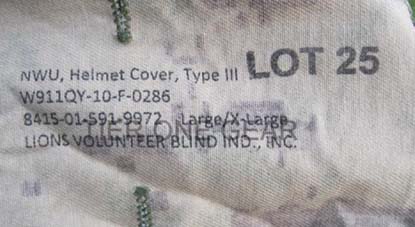 LOT 25
NWU, Helmet Cover, Type III
W911QY-10-F-0286
8415-01-591-9972 Large/X-Large
TIER-ONE-GEAR
LIONS VOLUNTEER BLIND IND., INC.